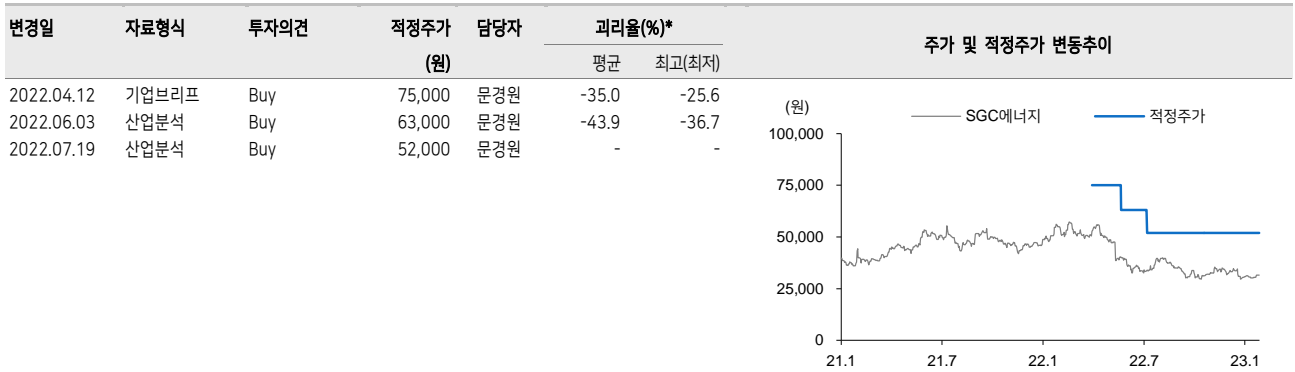 변경일 자료형식 투자의견 적정주가 담당자 괴리율(%)* 주가 및 적정주가 변동추이
(원) 평균 최고(최저)
2022.04.12 기업브리프 Buy 75,000 문경원 -35.0 -25.6
2022.06.03 산업분석 Buy 63,000 문경원 -43.9 -36.7
2022.07.19 산업분석 Buy 52,000 문경원 - -
(원) SGC에너지 적정주가
100,000
75,000
50,000
25,000
0
21.1 21.7 22.1 22.7 23.1